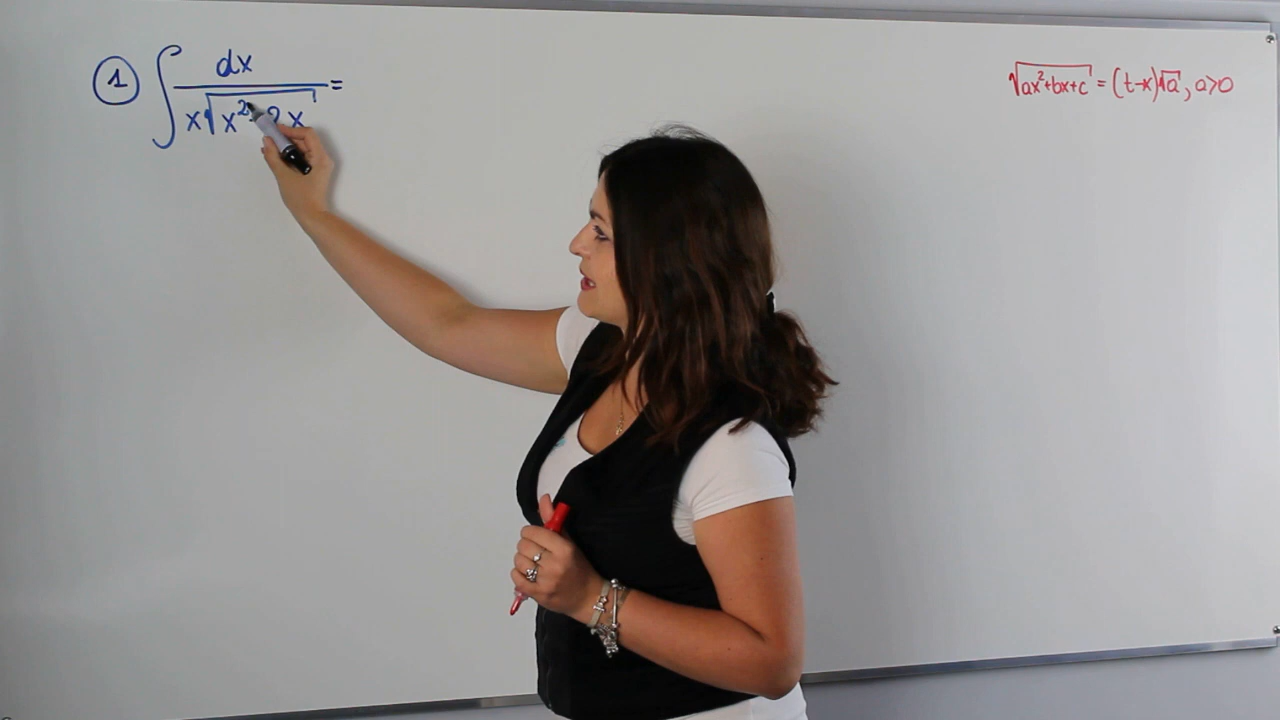 ① ∫ dx / (x√(x² 2x)) =
√(ax²+bx+c) = (t-x)√a, a>0